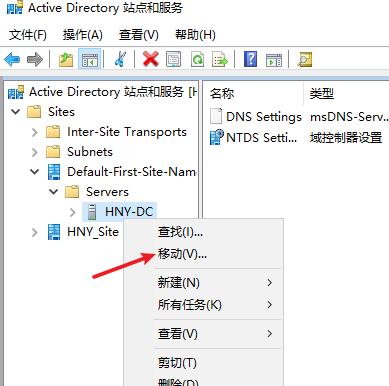 Active Directory 站点和服务
文件(F) 操作(A) 查看(V) 帮助(H)
Active Directory 站点和服务 [H
Sites
Inter-Site Transports
Subnets
Default-First-Site-Name
Servers
HNY-DC
HNY_Site
名称 类型
DNS Settings msDNS-Serv...
NTDS Setti... 域控制器设置
查找(I)...
移动(V)...
新建(N)
所有任务(K)
查看(V)
剪切(T)
删除(D)